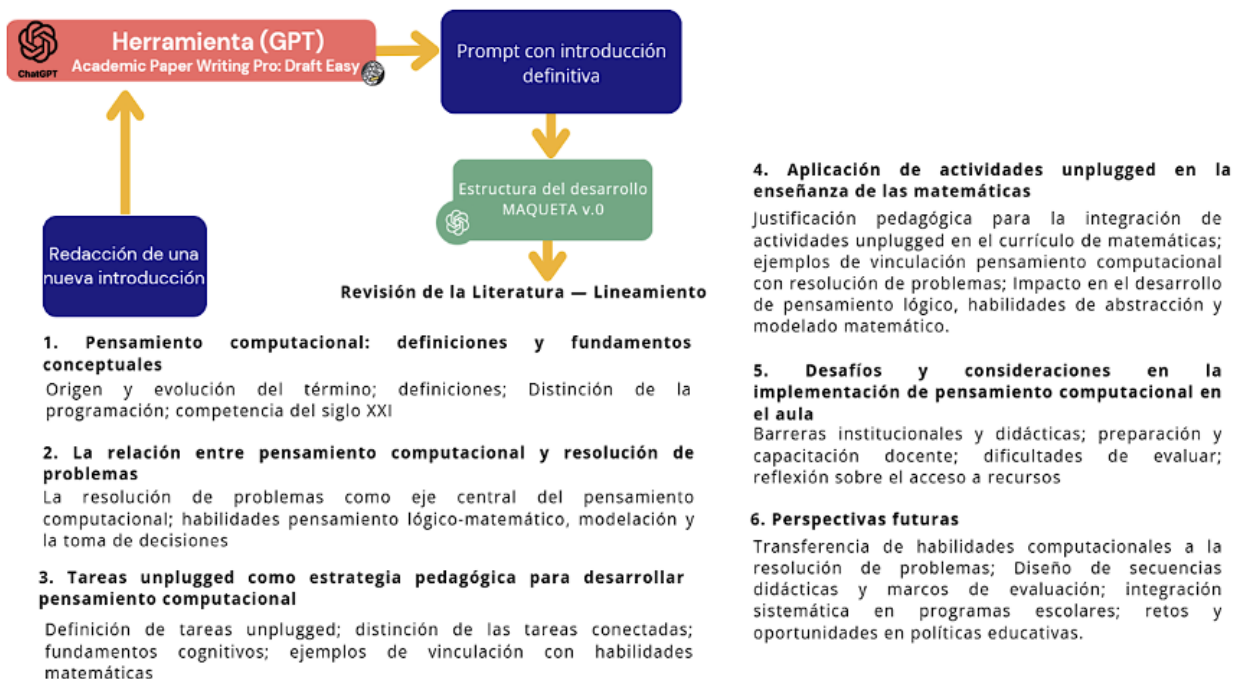 Herramienta (GPT)
Academic Paper Writing Pro: Draft Easy
ChatGPT
Prompt con introducción
definitiva
Estructura del desarrollo
MAQUETA v.0
Redacción de una
nueva introducción
Revisión de la Literatura — Lineamiento
1. Pensamiento computacional: definiciones y fundamentos
conceptuales
Origen y evolución del término; definiciones; Distinción de la
programación; competencia del siglo XXI
2. La relación entre pensamiento computacional y resolución de
problemas
La resolución de problemas como eje central del pensamiento
computacional; habilidades pensamiento lógico-matemático, modelación y
la toma de decisiones
3. Tareas unplugged como estrategia pedagógica para desarrollar
pensamiento computacional
Definición de tareas unplugged; distinción de las tareas conectadas;
fundamentos cognitivos; ejemplos de vinculación con habilidades
matemáticas
4. Aplicación de actividades unplugged en la
enseñanza de las matemáticas
Justificación pedagógica para la integración de
actividades unplugged en el currículo de matemáticas;
ejemplos de vinculación pensamiento computacional
con resolución de problemas; Impacto en el desarrollo
de pensamiento lógico, habilidades de abstracción y
modelado matemático.
5. Desafíos y consideraciones en la
implementación de pensamiento computacional en
el aula
Barreras institucionales y didácticas; preparación y
capacitación docente; dificultades de evaluar;
reflexión sobre el acceso a recursos
6. Perspectivas futuras
Transferencia de habilidades computacionales a la
resolución de problemas; Diseño de secuencias
didácticas y marcos de evaluación; integración
sistemática en programas escolares; retos y
oportunidades en políticas educativas.